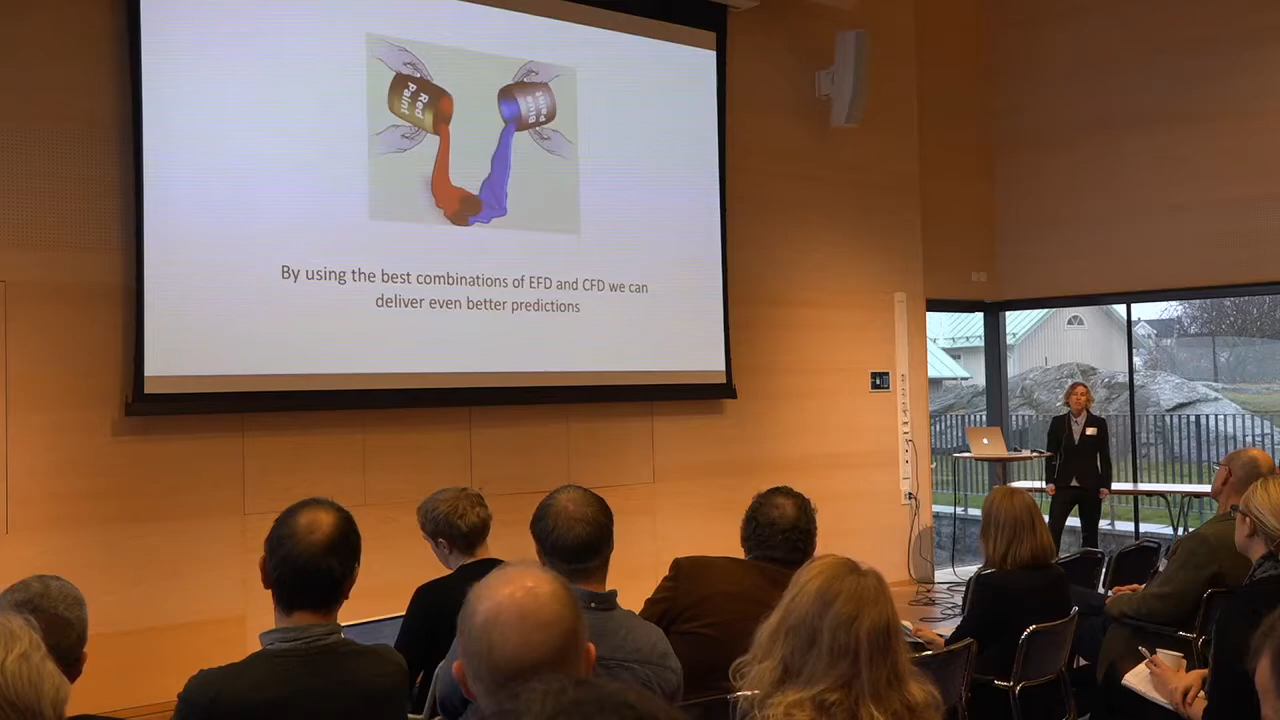 Red
Paint
Blue
Paint
By using the best combinations of EFD and CFD we can
deliver even better predictions